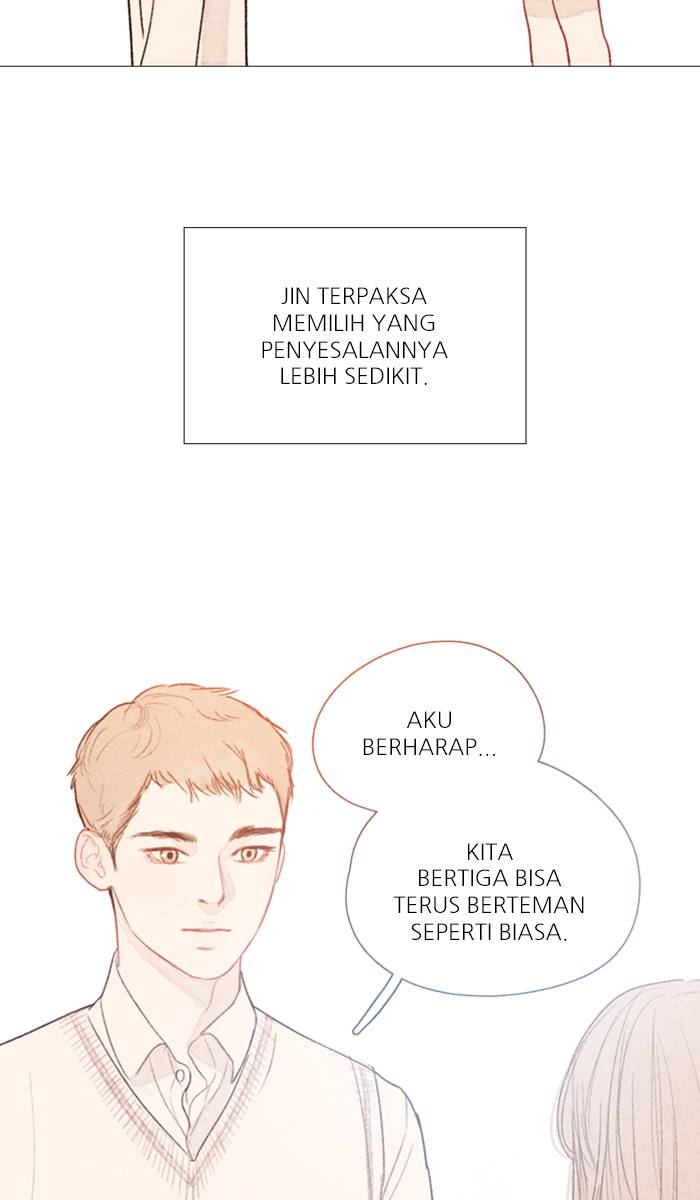 JIN TERPAKSA
MEMILIH YANG
PENYESALANNYA
LEBIH SEDIKIT.
AKU
BERHARAP...
KITA
BERTIGA BISA
TERUS BERTEMAN
SEPERTI BIASA.